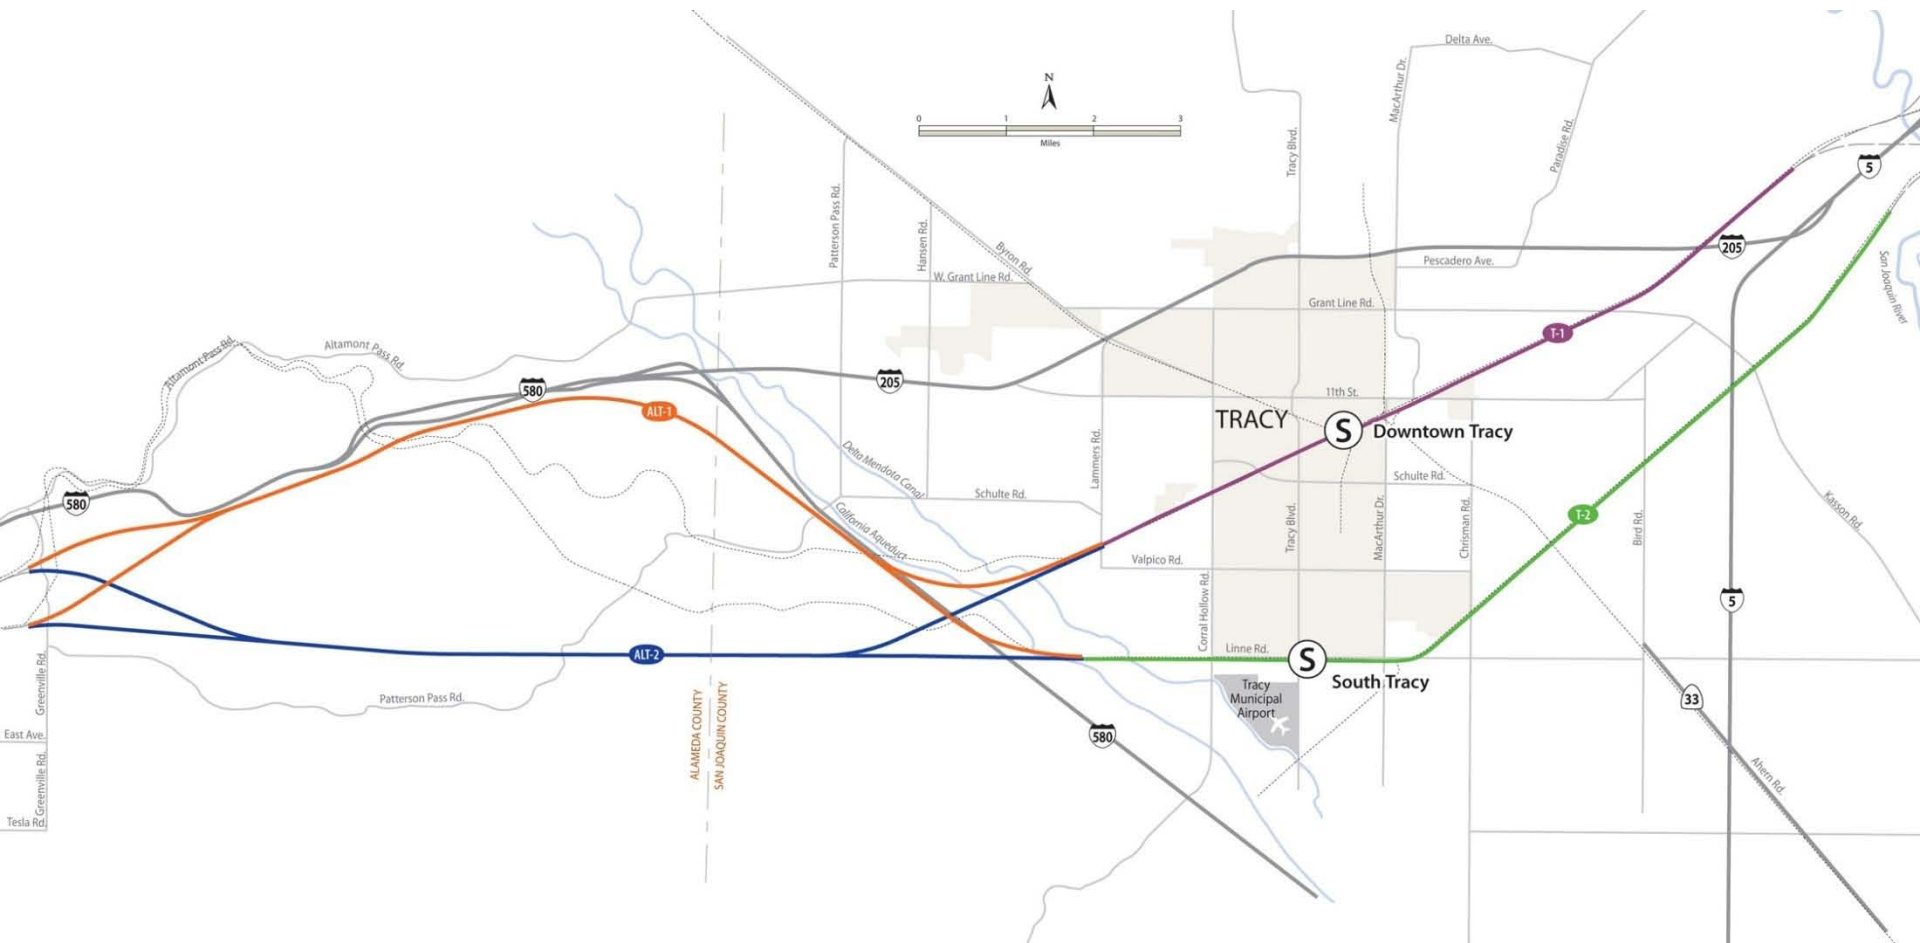 Delta Ave.
N
0 1 2 3
Miles
MacArthur Dr.
Paradise Rd.
Tracy Blvd.
5
Patterson Pass Rd.
Hansen Rd.
Byron Rd.
W. Grant Line Rd.
205
Pescadero Ave.
San Joaquin River
Grant Line Rd.
T-1
Altamont Pass Rd.
Altamont Pass Rd.
580
205
11th St.
ALT-1
TRACY
S
Downtown Tracy
Lammers Rd.
Delta Mendota Canal
Schulte Rd.
Schulte Rd.
580
California Aqueduct
Tracy Blvd.
MacArthur Dr.
Chrisman Rd.
T-2
Bird Rd.
Kasson Rd.
Valpico Rd.
Corral Hollow Rd.
5
ALT-2
Linne Rd.
S
South Tracy
Greenville Rd.
Patterson Pass Rd.
ALAMEDA COUNTY
SAN JOAQUIN COUNTY
Tracy
Municipal
Airport
33
580
East Ave.
Greenville Rd.
Ahern Rd.
Tesla Rd.